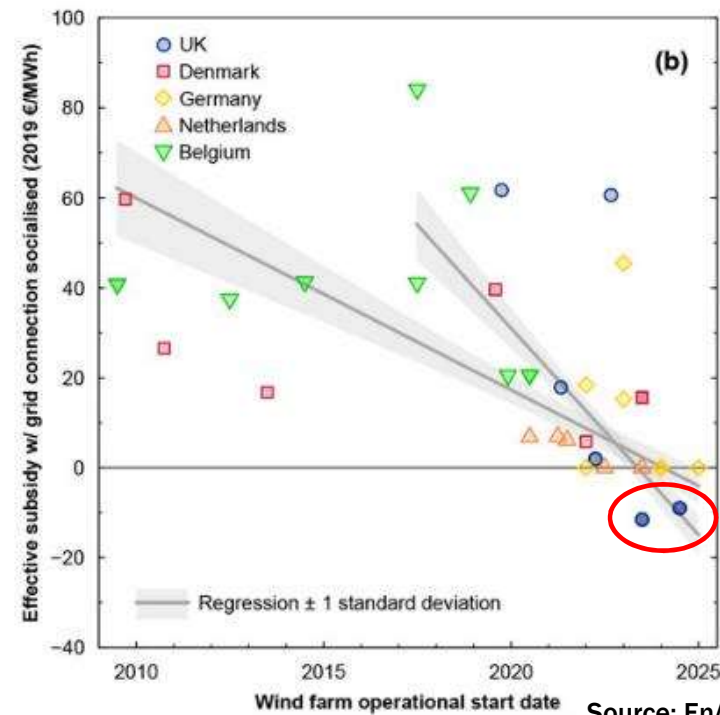 100
80
60
40
20
0
−20
−40
Effective subsidy w/ grid connection socialised (2019 €/MWh)
UK
Denmark
Germany
Netherlands
Belgium
(b)
Regression ± 1 standard deviation
2010 2015 2020 2025
Wind farm operational start date
Source: